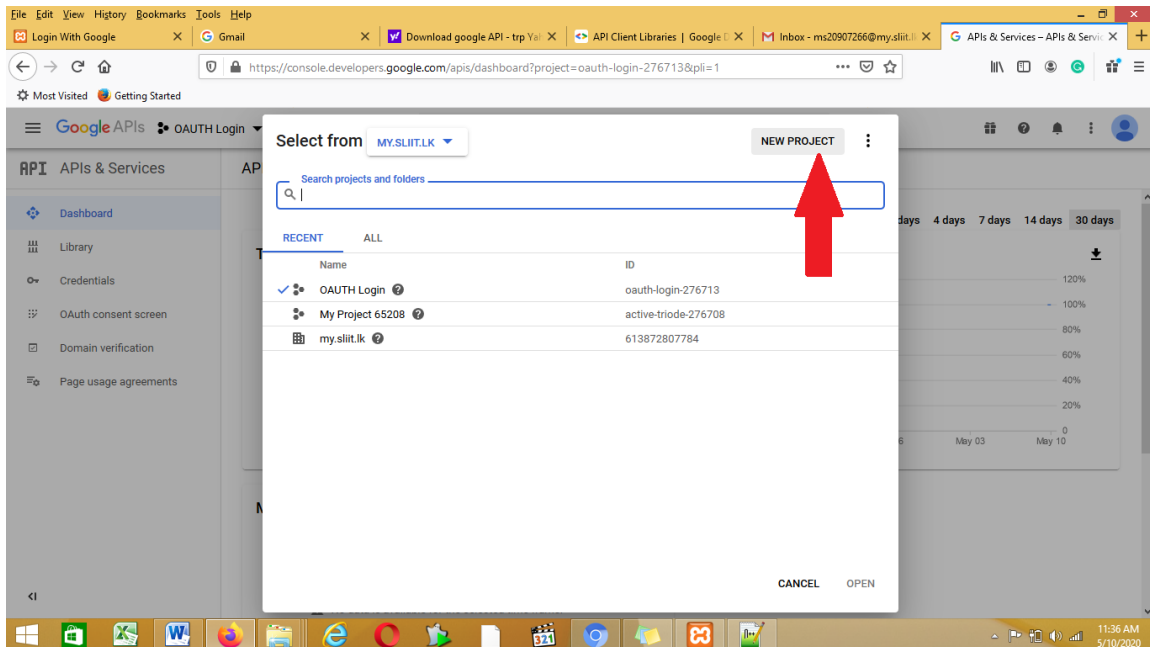 File Edit View History Bookmarks Tools Help
Login With Google
Gmail
Download google API - trp Yah
API Client Libraries | Google D
Inbox - ms20907266@my.sliit.l
APIs & Services – APIs & Servic
https://console.developers.google.com/apis/dashboard?project=oauth-login-276713&pli=1
Most Visited Getting Started
Google APIs OAUTH Login
API APIs & Services
AP
Dashboard
Library
Credentials
OAuth consent screen
Domain verification
Page usage agreements
Select from MY.SLIIT.LK
NEW PROJECT
Search projects and folders
RECENT ALL
Name ID
OAUTH Login oauth-login-276713
My Project 65208 active-triode-276708
my.sliit.lk 613872807784
CANCEL OPEN
days 4 days 7 days 14 days 30 days
120%
100%
80%
60%
40%
20%
0
6 May 03 May 10
321
11:36 AM
5/10/2020